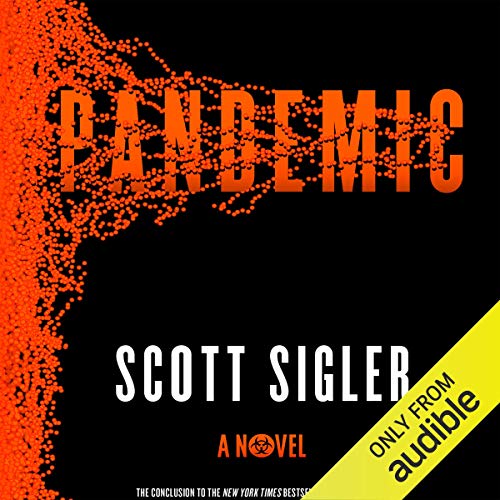 PANDEMIC
SCOTT SIGLER
A NOVEL
THE CONCLUSION TO THE NEW YORK TIMES BESTSE
ONLY FROM
audible